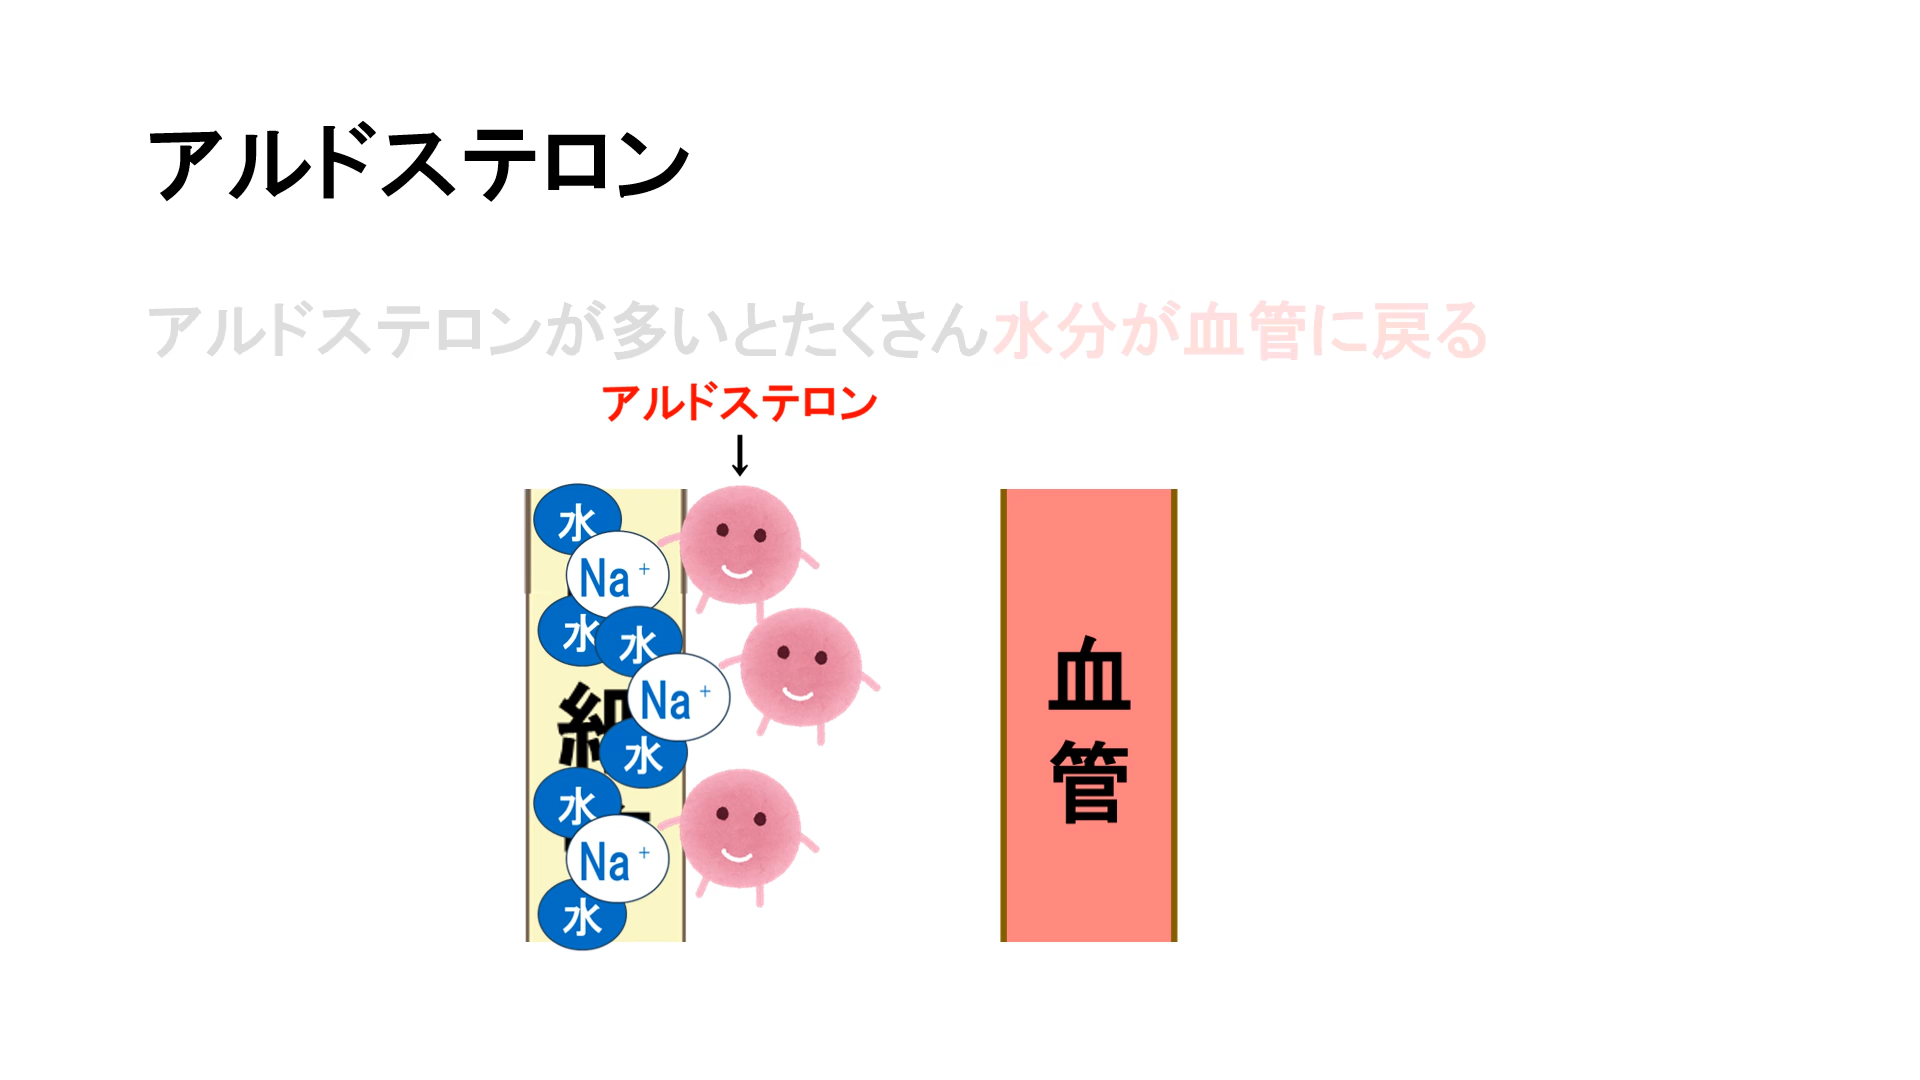 アルドステロン
アルドステロンが多いとたくさん水分が血管に戻る
アルドステロン
↓
水
Na+
水
水
Na+
水
水
Na+
水
血管